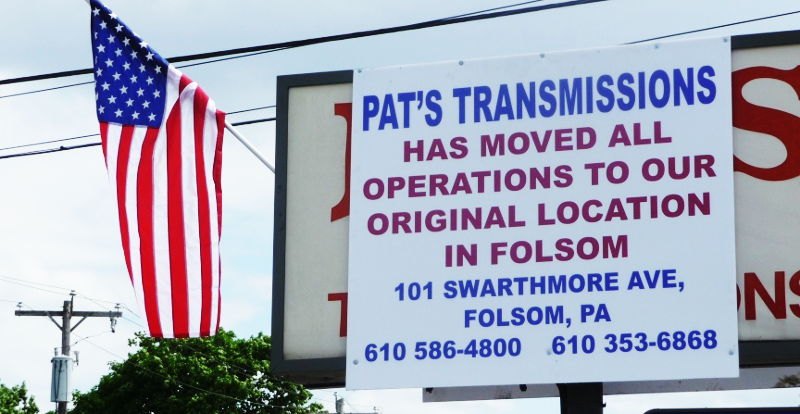 PAT'S TRANSMISSIONS
HAS MOVED ALL
OPERATIONS TO OUR
ORIGINAL LOCATION
IN FOLSOM
101 SWARTHMORE AVE,
FOLSOM, PA
610 586-4800 610 353-6868